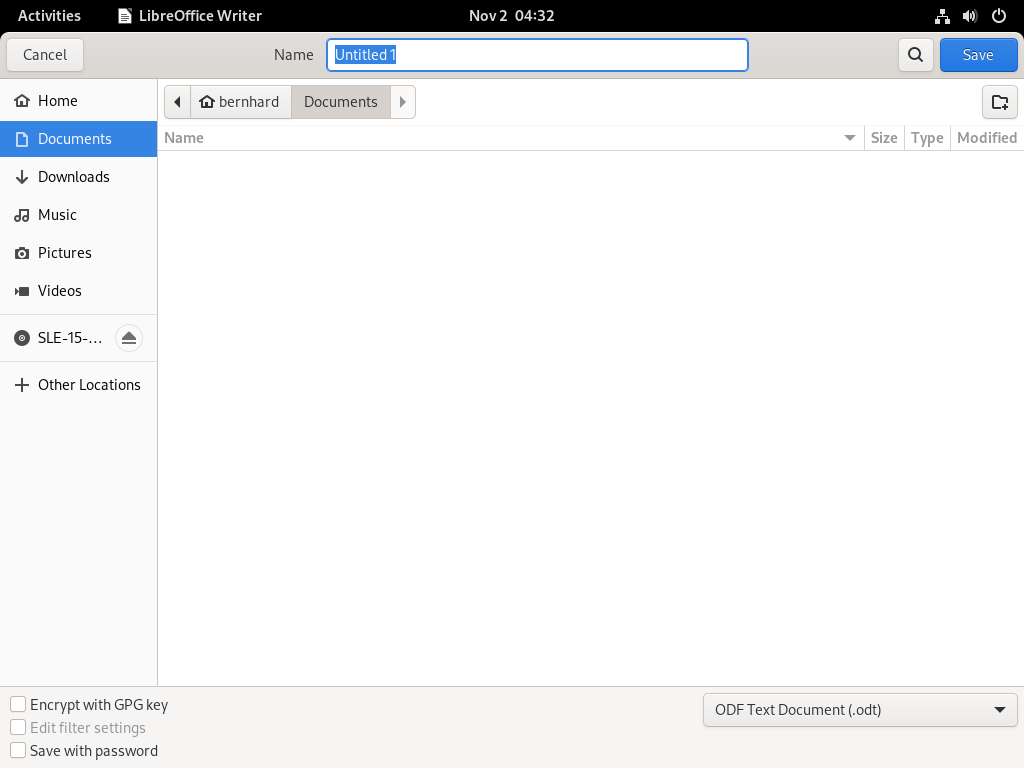 Activities LibreOffice Writer Nov 2 04:32
Cancel Name Untitled 1 Save
Home
Documents
Downloads
Music
Pictures
Videos
SLE-15-...
Other Locations
bernhard Documents
Name Size Type Modified
Encrypt with GPG key
Edit filter settings
Save with password
ODF Text Document (.odt)